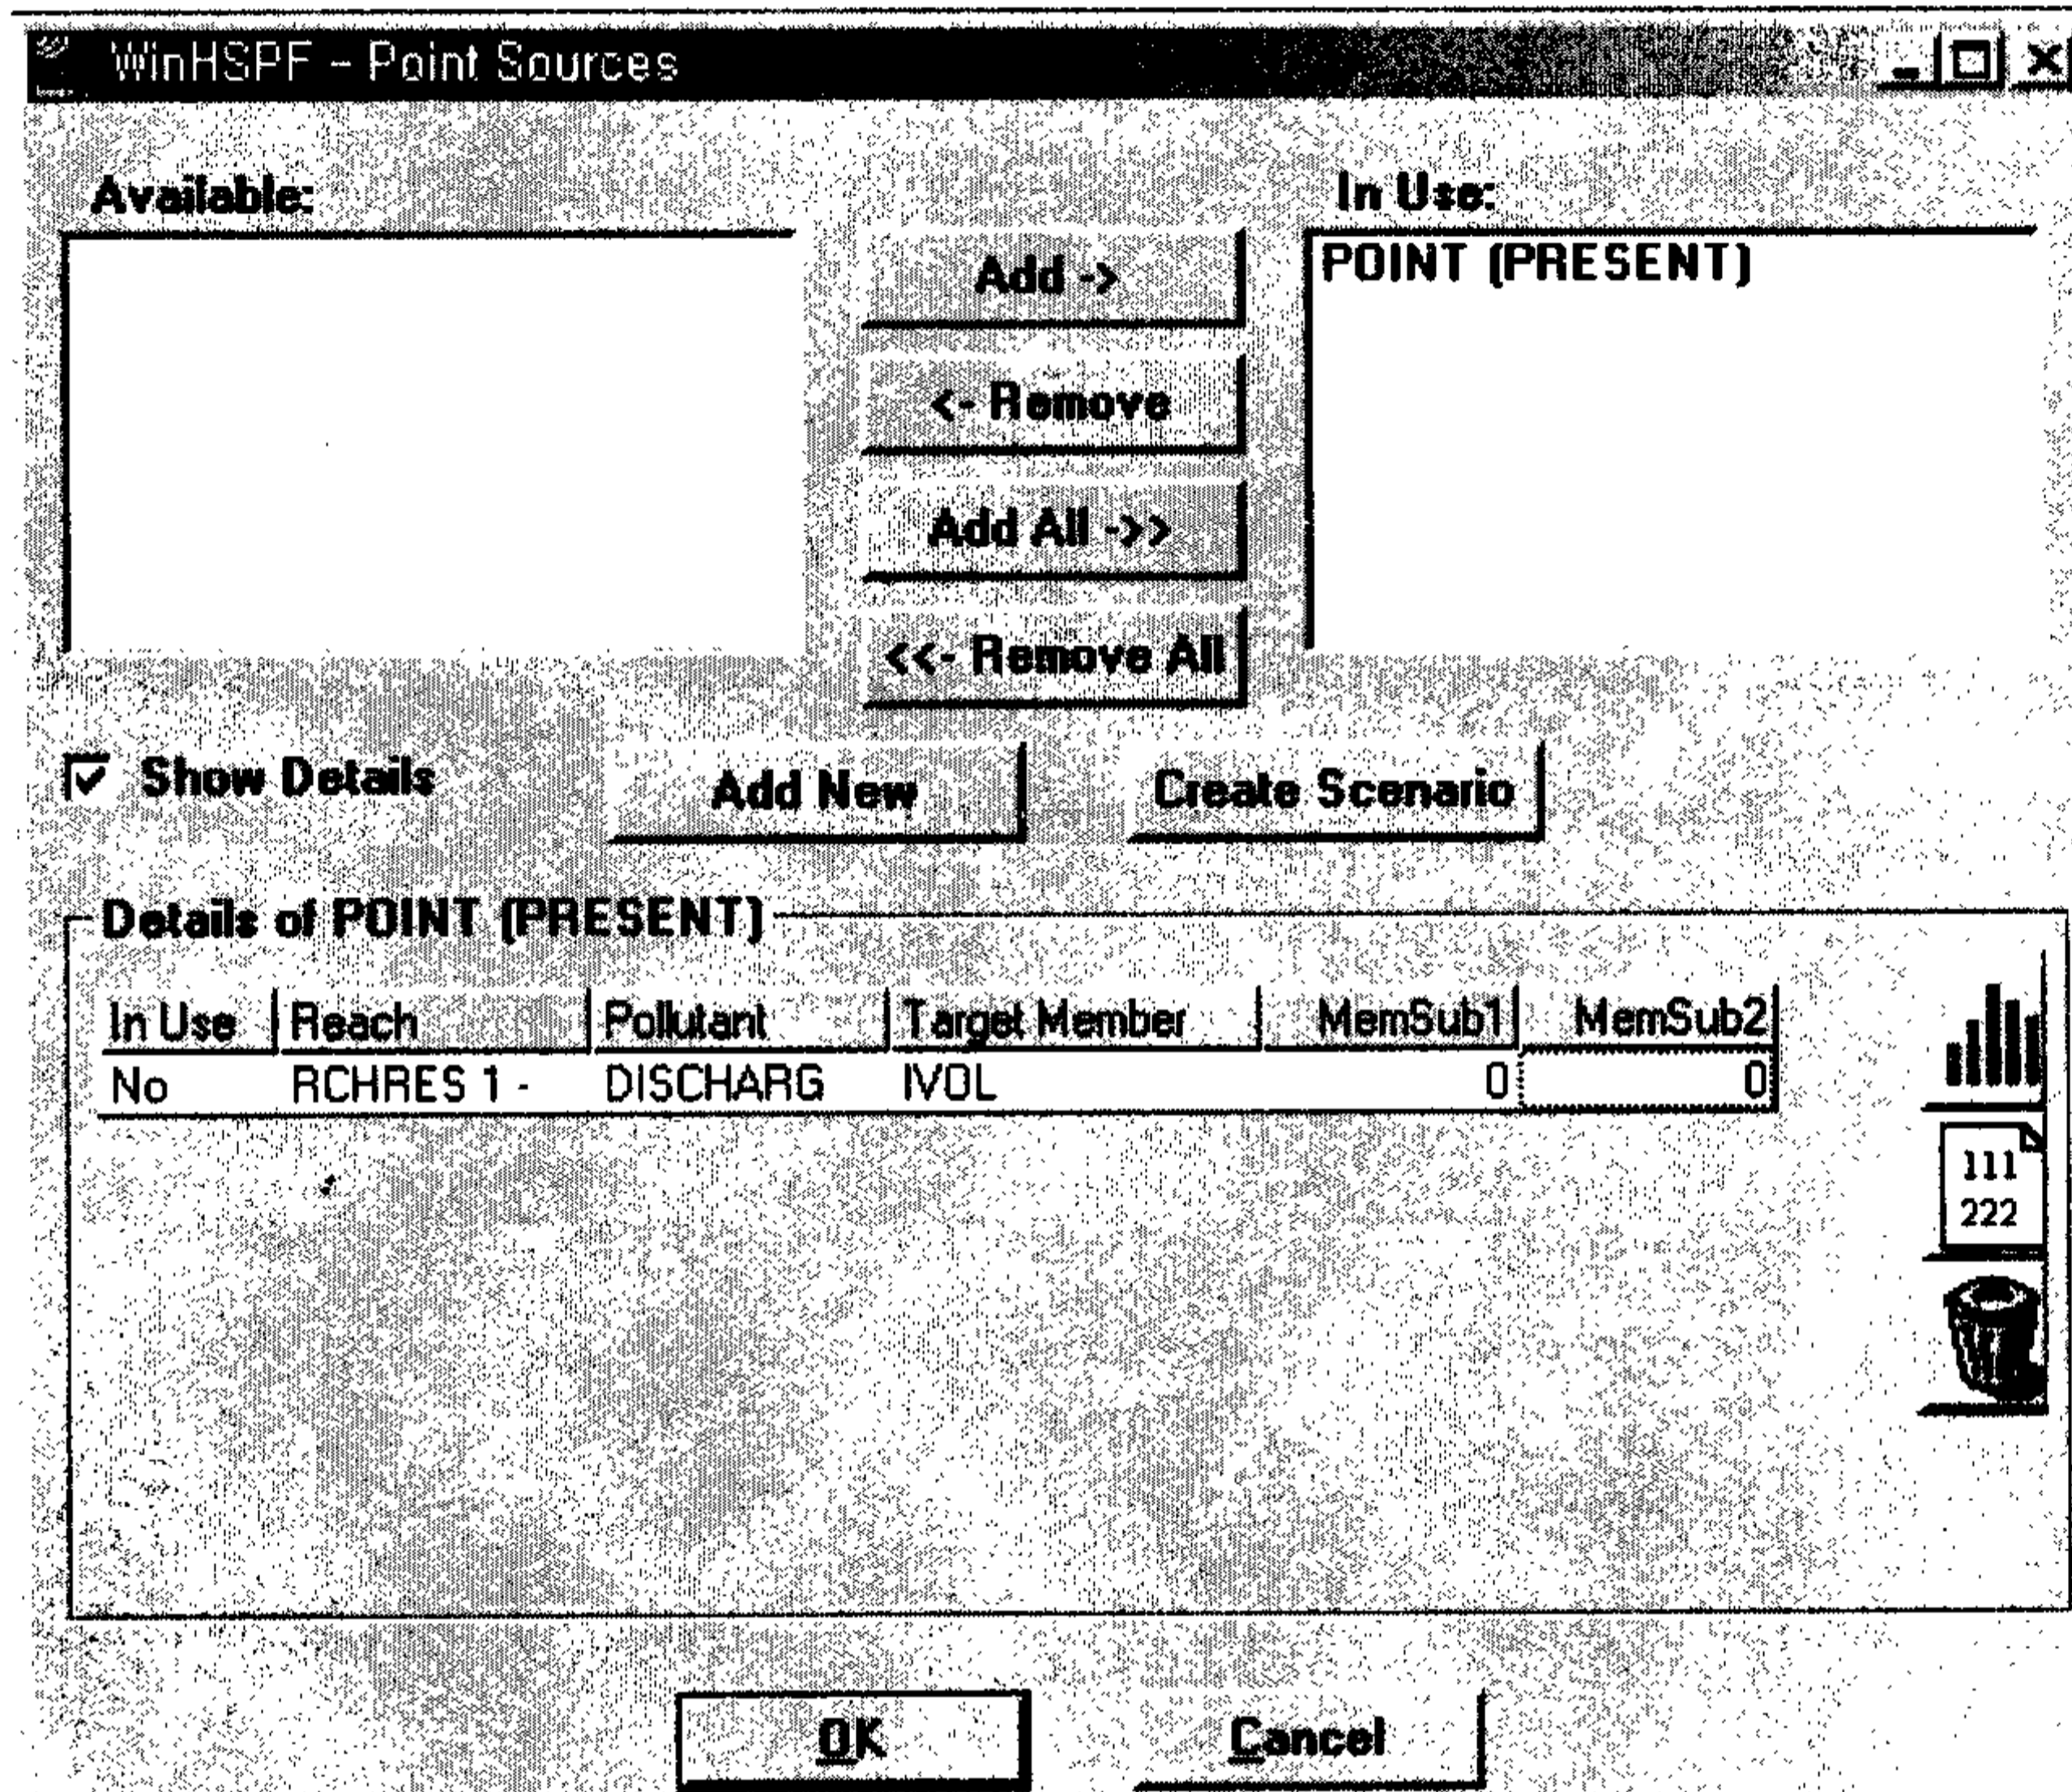 WinHSPF - Point Sources
Available:
In Use:
POINT (PRESENT)
Add ->
<- Remove
Add All ->>
<<- Remove All
Show Details
Add New
Create Scenario
Details of POINT (PRESENT)
In Use Reach Pollutant Target Member MemSub1 MemSub2
No RCHRES 1 - DISCHARG IVOL 0 0
111
222
OK
Cancel